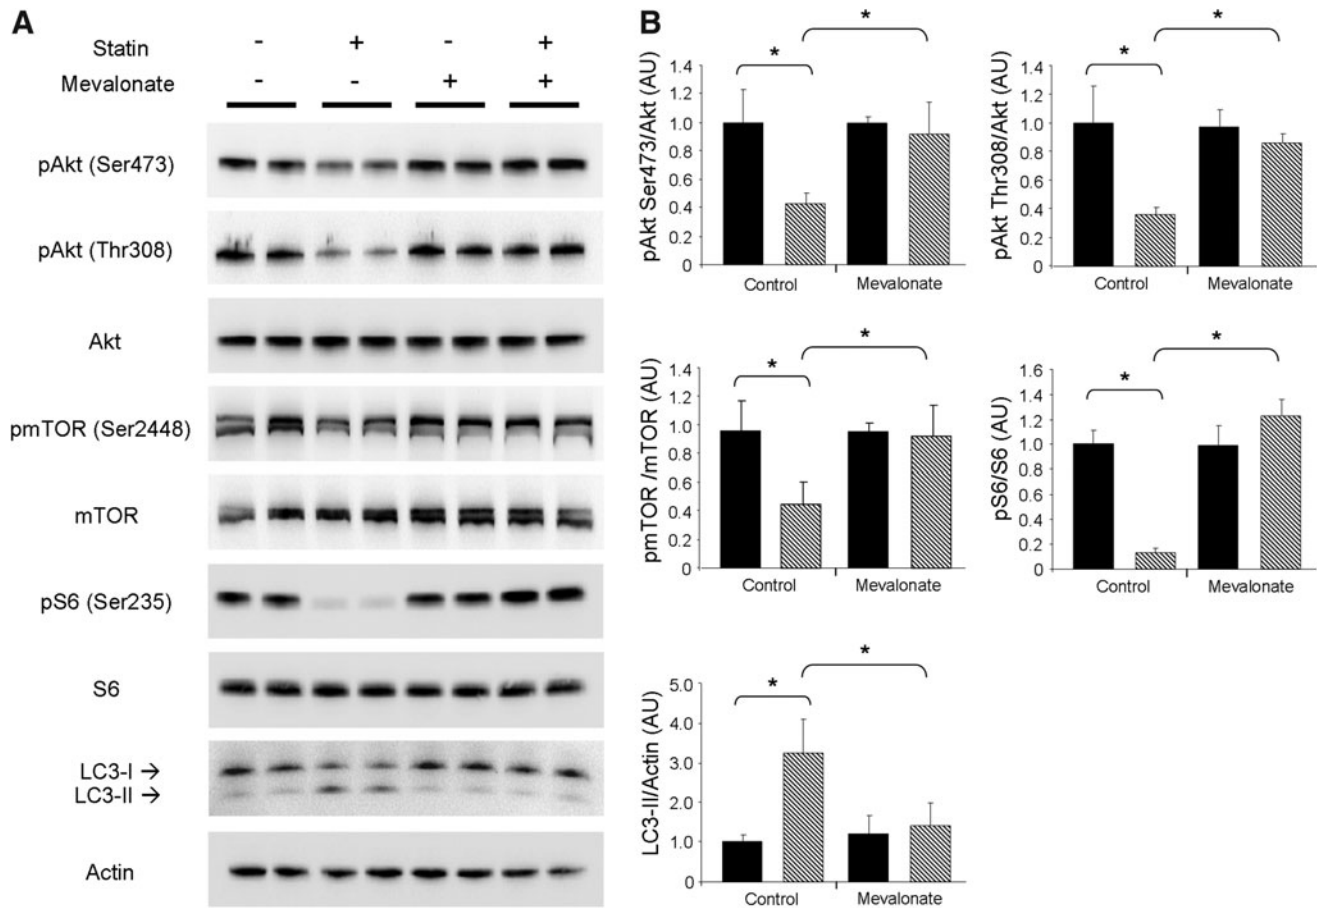 A
Statin - + - +
Mevalonate - - + +
pAkt (Ser473)
pAkt (Thr308)
Akt
pmTOR (Ser2448)
mTOR
pS6 (Ser235)
S6
LC3-I →
LC3-II →
Actin
B
pAkt Ser473/Akt (AU)
1.4
1.2
1.0
0.8
0.6
0.4
0.2
0
*
*
Control
Mevalonate
pAkt Thr308/Akt (AU)
1.4
1.2
1.0
0.8
0.6
0.4
0.2
0
*
*
Control
Mevalonate
pmTOR /mTOR (AU)
1.4
1.2
1.0
0.8
0.6
0.4
0.2
0
*
*
Control
Mevalonate
pS6/S6 (AU)
1.6
1.4
1.2
1.0
0.8
0.6
0.4
0.2
0
*
*
Control
Mevalonate
LC3-II/Actin (AU)
5.0
4.0
3.0
2.0
1.0
0
*
*
Control
Mevalonate